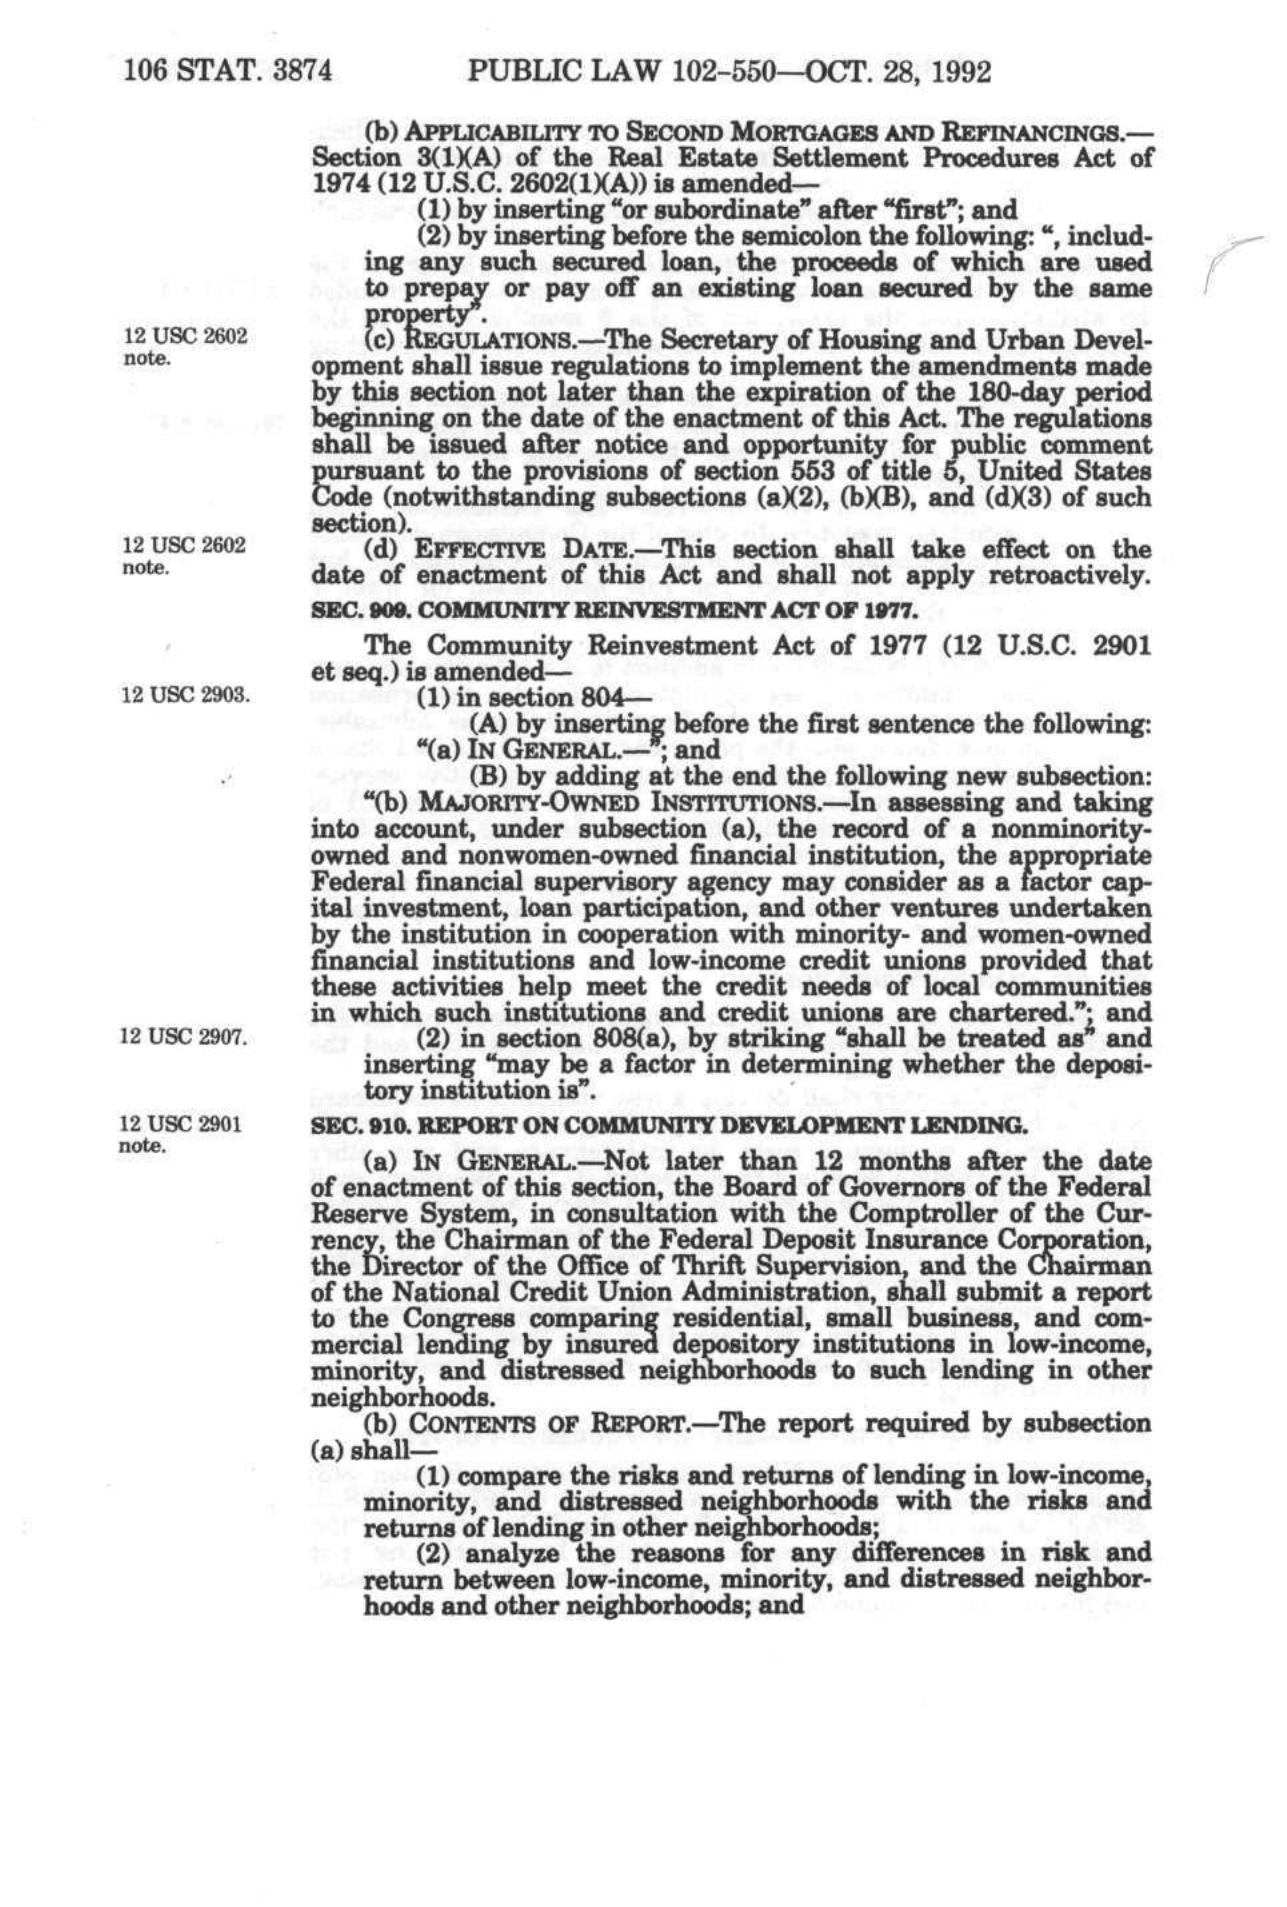 106 STAT. 3874 PUBLIC LAW 102–550—OCT. 28, 1992
(b) APPLICABILITY TO SECOND MORTGAGES AND REFINANCINGS.—
Section 3(1)(A) of the Real Estate Settlement Procedures Act of
1974 (12 U.S.C. 2602(1)(A)) is amended—
(1) by inserting “or subordinate” after “first”; and
(2) by inserting before the semicolon the following: “, includ-
ing any such secured loan, the proceeds of which are used
to prepay or pay off an existing loan secured by the same
property”.
12 USC 2602
note.
(c) REGULATIONS.—The Secretary of Housing and Urban Devel-
opment shall issue regulations to implement the amendments made
by this section not later than the expiration of the 180-day period
beginning on the date of the enactment of this Act. The regulations
shall be issued after notice and opportunity for public comment
pursuant to the provisions of section 553 of title 5, United States
Code (notwithstanding subsections (a)(2), (b)(B), and (d)(3) of such
section).
12 USC 2602
note.
(d) EFFECTIVE DATE.—This section shall take effect on the
date of enactment of this Act and shall not apply retroactively.
SEC. 909. COMMUNITY REINVESTMENT ACT OF 1977.
The Community Reinvestment Act of 1977 (12 U.S.C. 2901
et seq.) is amended—
12 USC 2903.
(1) in section 804—
(A) by inserting before the first sentence the following:
“(a) IN GENERAL.—”; and
(B) by adding at the end the following new subsection:
“(b) MAJORITY-OWNED INSTITUTIONS.—In assessing and taking
into account, under subsection (a), the record of a nonminority-
owned and nonwomen-owned financial institution, the appropriate
Federal financial supervisory agency may consider as a factor cap-
ital investment, loan participation, and other ventures undertaken
by the institution in cooperation with minority- and women-owned
financial institutions and low-income credit unions provided that
these activities help meet the credit needs of local communities
in which such institutions and credit unions are chartered.”; and
12 USC 2907.
(2) in section 808(a), by striking “shall be treated as” and
inserting “may be a factor in determining whether the deposi-
tory institution is”.
12 USC 2901
note.
SEC. 910. REPORT ON COMMUNITY DEVELOPMENT LENDING.
(a) IN GENERAL.—Not later than 12 months after the date
of enactment of this section, the Board of Governors of the Federal
Reserve System, in consultation with the Comptroller of the Cur-
rency, the Chairman of the Federal Deposit Insurance Corporation,
the Director of the Office of Thrift Supervision, and the Chairman
of the National Credit Union Administration, shall submit a report
to the Congress comparing residential, small business, and com-
mercial lending by insured depository institutions in low-income,
minority, and distressed neighborhoods to such lending in other
neighborhoods.
(b) CONTENTS OF REPORT.—The report required by subsection
(a) shall—
(1) compare the risks and returns of lending in low-income,
minority, and distressed neighborhoods with the risks and
returns of lending in other neighborhoods;
(2) analyze the reasons for any differences in risk and
return between low-income, minority, and distressed neighbor-
hoods and other neighborhoods; and